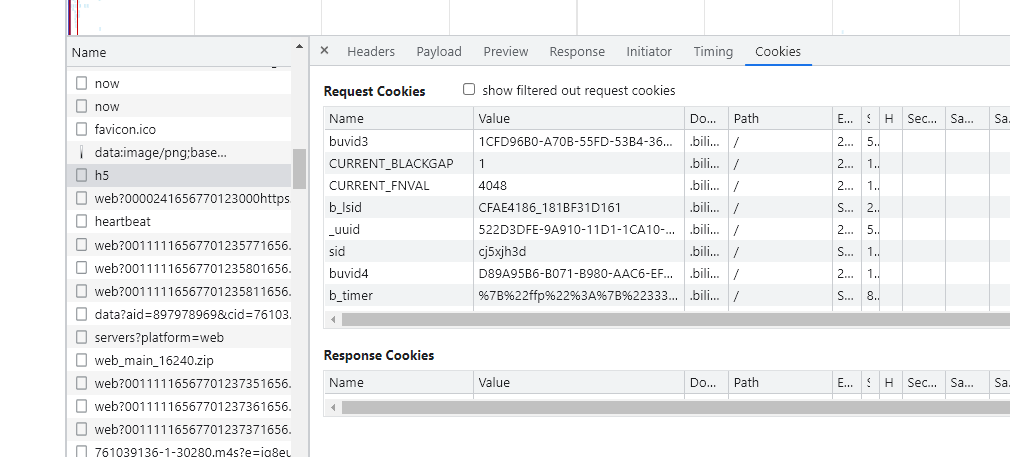 Name
× Headers Payload Preview Response Initiator Timing Cookies
now
now
favicon.ico
data:image/png;base...
h5
web?0000241656770123000https
heartbeat
web?00111116567701235771656.
web?00111116567701235801656.
web?00111116567701235811656.
data?aid=897978969&cid=76103.
servers?platform=web
web_main_16240.zip
web?00111116567701237351656.
web?00111116567701237361656.
web?00111116567701237371656.
761039136-1-30280.m4s?e=ig8eu
Request Cookies show filtered out request cookies
Name Value Do... Path E... S H Sec... Sa... Sa.
buvid3 1CFD96B0-A70B-55FD-53B4-36... .bili... / 2... 5..
CURRENT_BLACKGAP 1 .bili... / 2... 1..
CURRENT_FNVAL 4048 .bili... / 2... 1..
b_lsid CFAE4186_181BF31D161 .bili... / S... 2..
_uuid 522D3DFE-9A910-11D1-1CA10-... .bili... / 2... 5..
sid cj5xjh3d .bili... / S... 1..
buvid4 D89A95B6-B071-B980-AAC6-EF... .bili... / 2... 1..
b_timer %7B%22ffp%22%3A%7B%22333... .bili... / S... 8..
Response Cookies
Name Value Do... Path E... S H Sec... Sa... Sa.